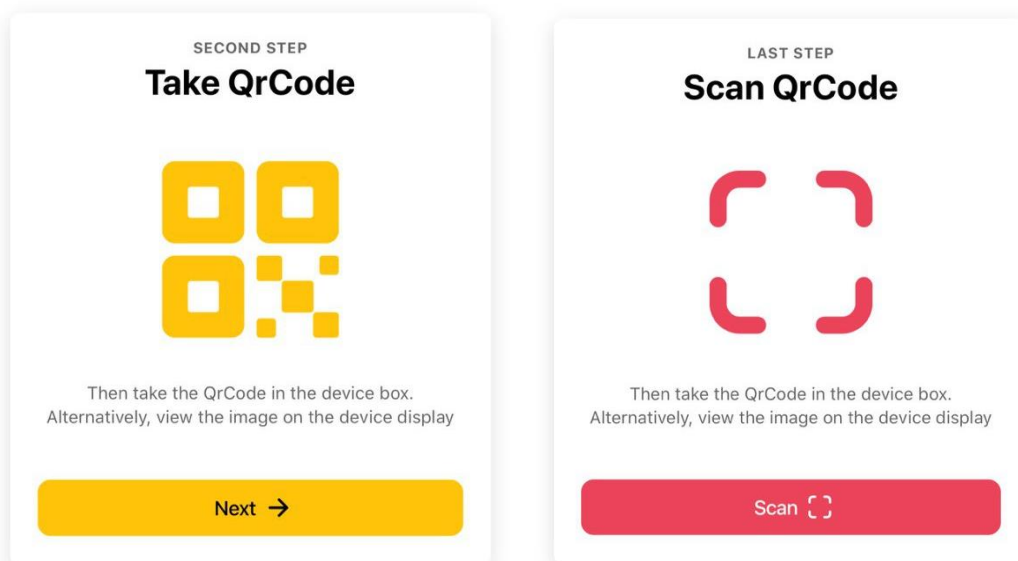 SECOND STEP
Take QrCode
Then take the QrCode in the device box.
Alternatively, view the image on the device display
Next
LAST STEP
Scan QrCode
Then take the QrCode in the device box.
Alternatively, view the image on the device display
Scan